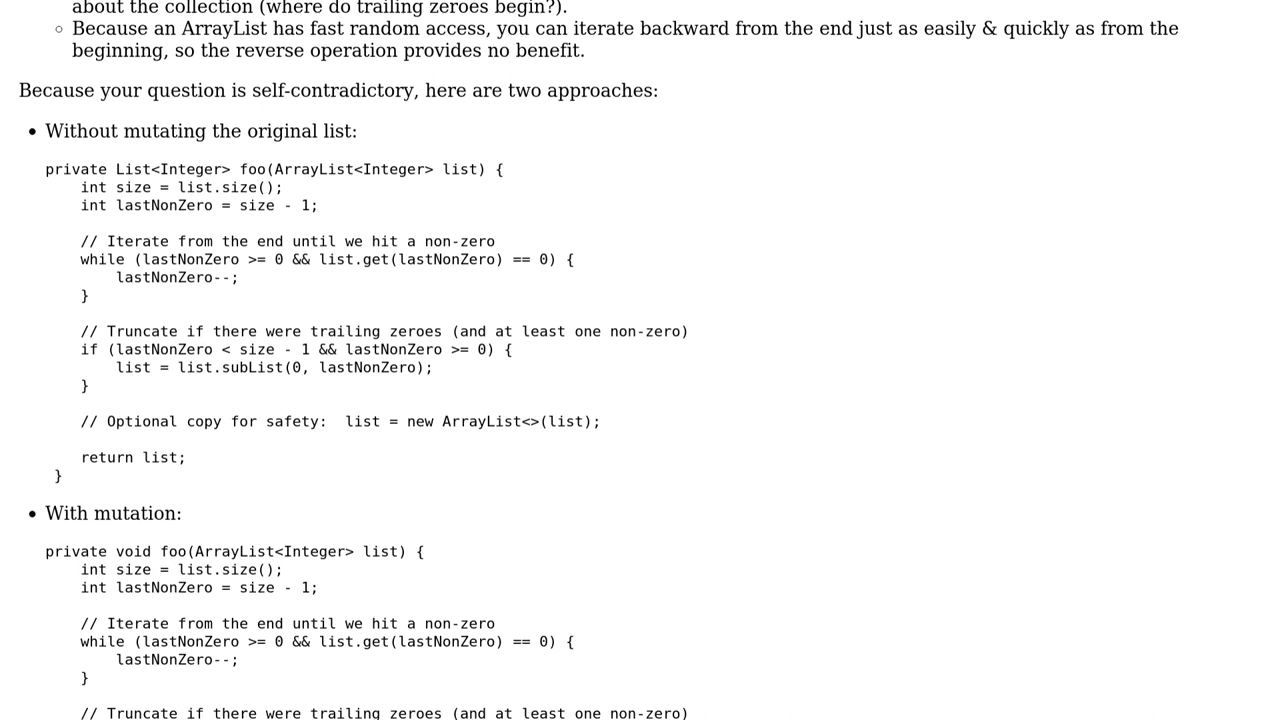 about the collection (where do trailing zeroes begin?).
◦ Because an ArrayList has fast random access, you can iterate backward from the end just as easily & quickly as from the
beginning, so the reverse operation provides no benefit.
Because your question is self-contradictory, here are two approaches:
• Without mutating the original list:
private List<Integer> foo(ArrayList<Integer> list) {
    int size = list.size();
    int lastNonZero = size - 1;
    // Iterate from the end until we hit a non-zero
    while (lastNonZero >= 0 && list.get(lastNonZero) == 0) {
        lastNonZero--;
    }
    // Truncate if there were trailing zeroes (and at least one non-zero)
    if (lastNonZero < size - 1 && lastNonZero >= 0) {
        list = list.subList(0, lastNonZero);
    }
    // Optional copy for safety:  list = new ArrayList<>(list);
    return list;
 }
• With mutation:
private void foo(ArrayList<Integer> list) {
    int size = list.size();
    int lastNonZero = size - 1;
    // Iterate from the end until we hit a non-zero
    while (lastNonZero >= 0 && list.get(lastNonZero) == 0) {
        lastNonZero--;
    }
    // Truncate if there were trailing zeroes (and at least one non-zero)